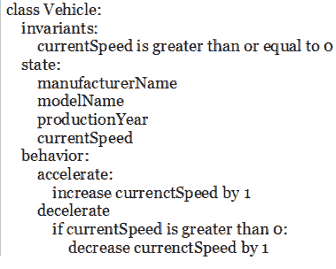 class Vehicle:
invariants:
currentSpeed is greater than or equal to 0
state:
manufacturerName
modelName
productionYear
currentSpeed
behavior:
accelerate:
increase currenctSpeed by 1
decelerate
if currentSpeed is greater than 0:
decrease currenctSpeed by 1